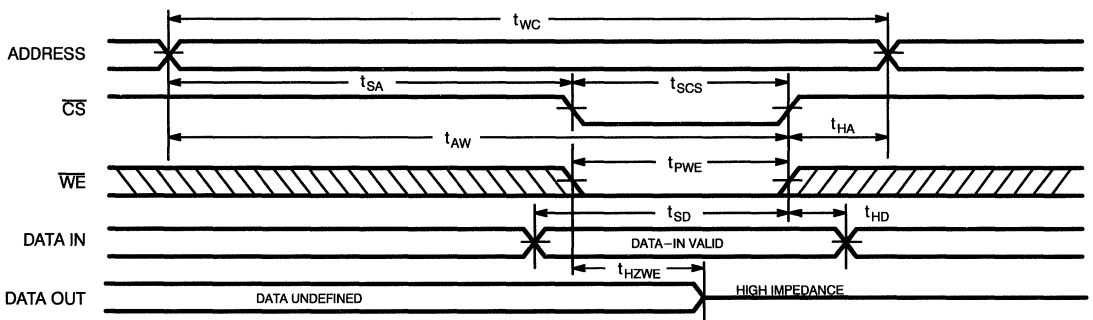 tWC
ADDRESS
tSA
tSCS
CS
tAW
tHA
WE
tPWE
tSD
tHD
DATA IN
DATA-IN VALID
tHZWE
DATA OUT
DATA UNDEFINED
HIGH IMPEDANCE